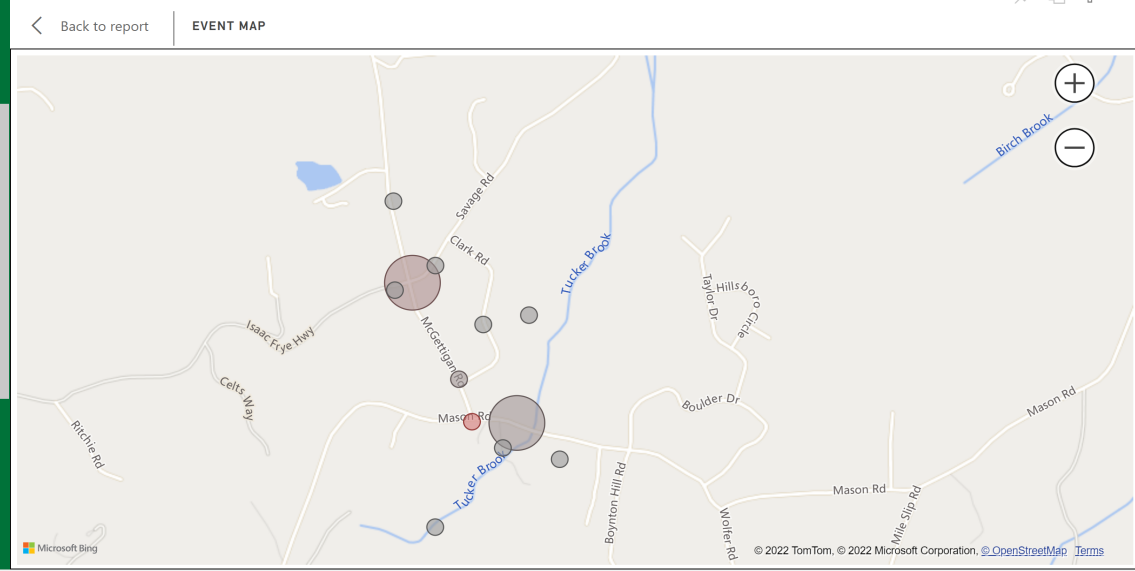 Back to report
EVENT MAP
Birch Brook
Savage Rd
Clark Rd
Tucker Brook
Taylor Dr
Hillsboro Circle
Isaac Frye Hwy
McGettigan Rd
Celts Way
Boulder Dr
Mason Rd
Mason Rd
Ritchie Rd
Tucker Brook
Boynton Hill Rd
Mason Rd
Mile Slip Rd
Wolfer Rd
Microsoft Bing
© 2022 TomTom, © 2022 Microsoft Corporation, © OpenStreetMap Terms